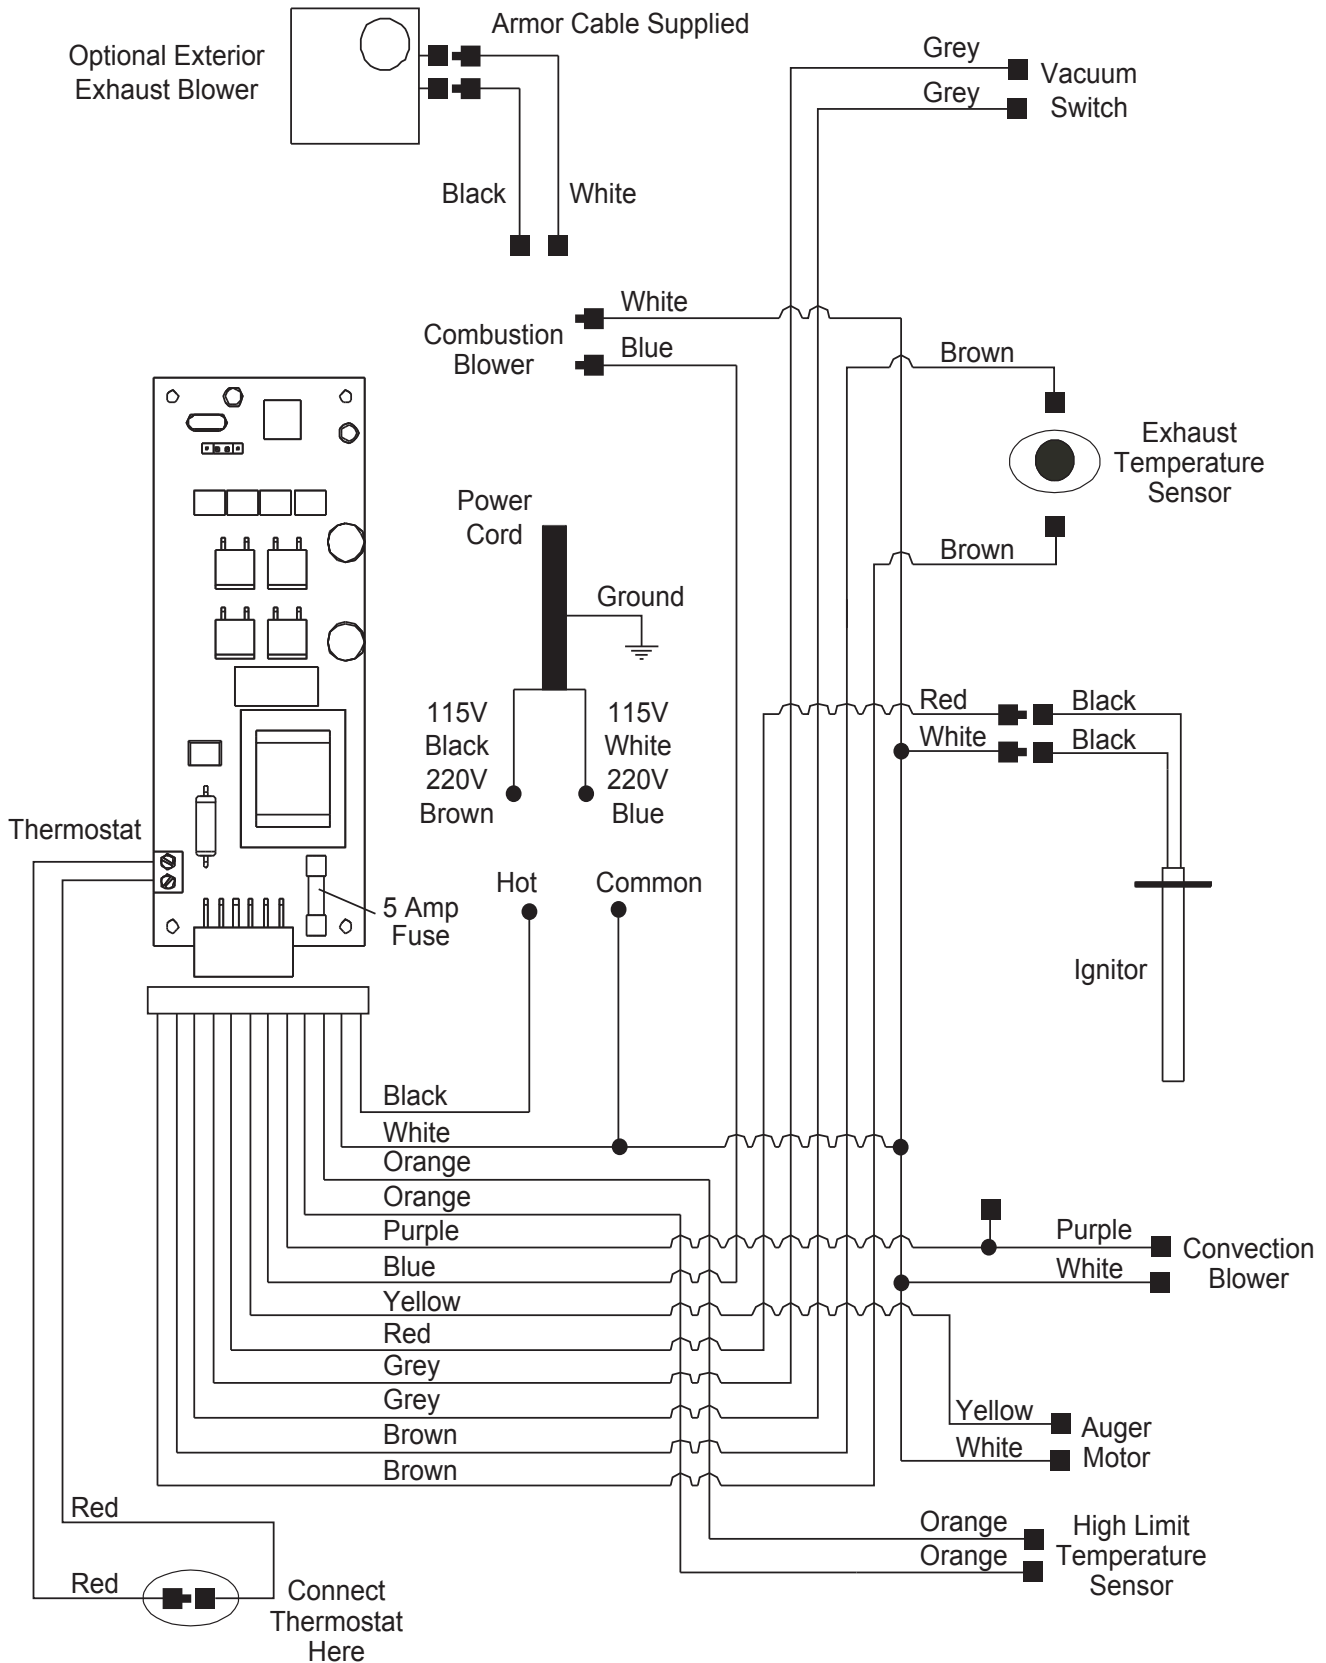 Armor Cable Supplied
Optional Exterior
Exhaust Blower
Grey
Vacuum
Grey
Switch
Black
White
White
Combustion
Blower
Blue
Brown
Exhaust
Temperature
Sensor
Power
Cord
Brown
Ground
115V
Black
220V
Brown
115V
White
220V
Blue
Red
Black
White
Black
Thermostat
Hot
Common
5 Amp
Fuse
Ignitor
Black
White
Orange
Orange
Purple
Blue
Yellow
Red
Grey
Grey
Brown
Brown
Purple
White
Convection
Blower
Yellow
White
Auger
Motor
Orange
Orange
High Limit
Temperature
Sensor
Red
Red
Connect
Thermostat
Here